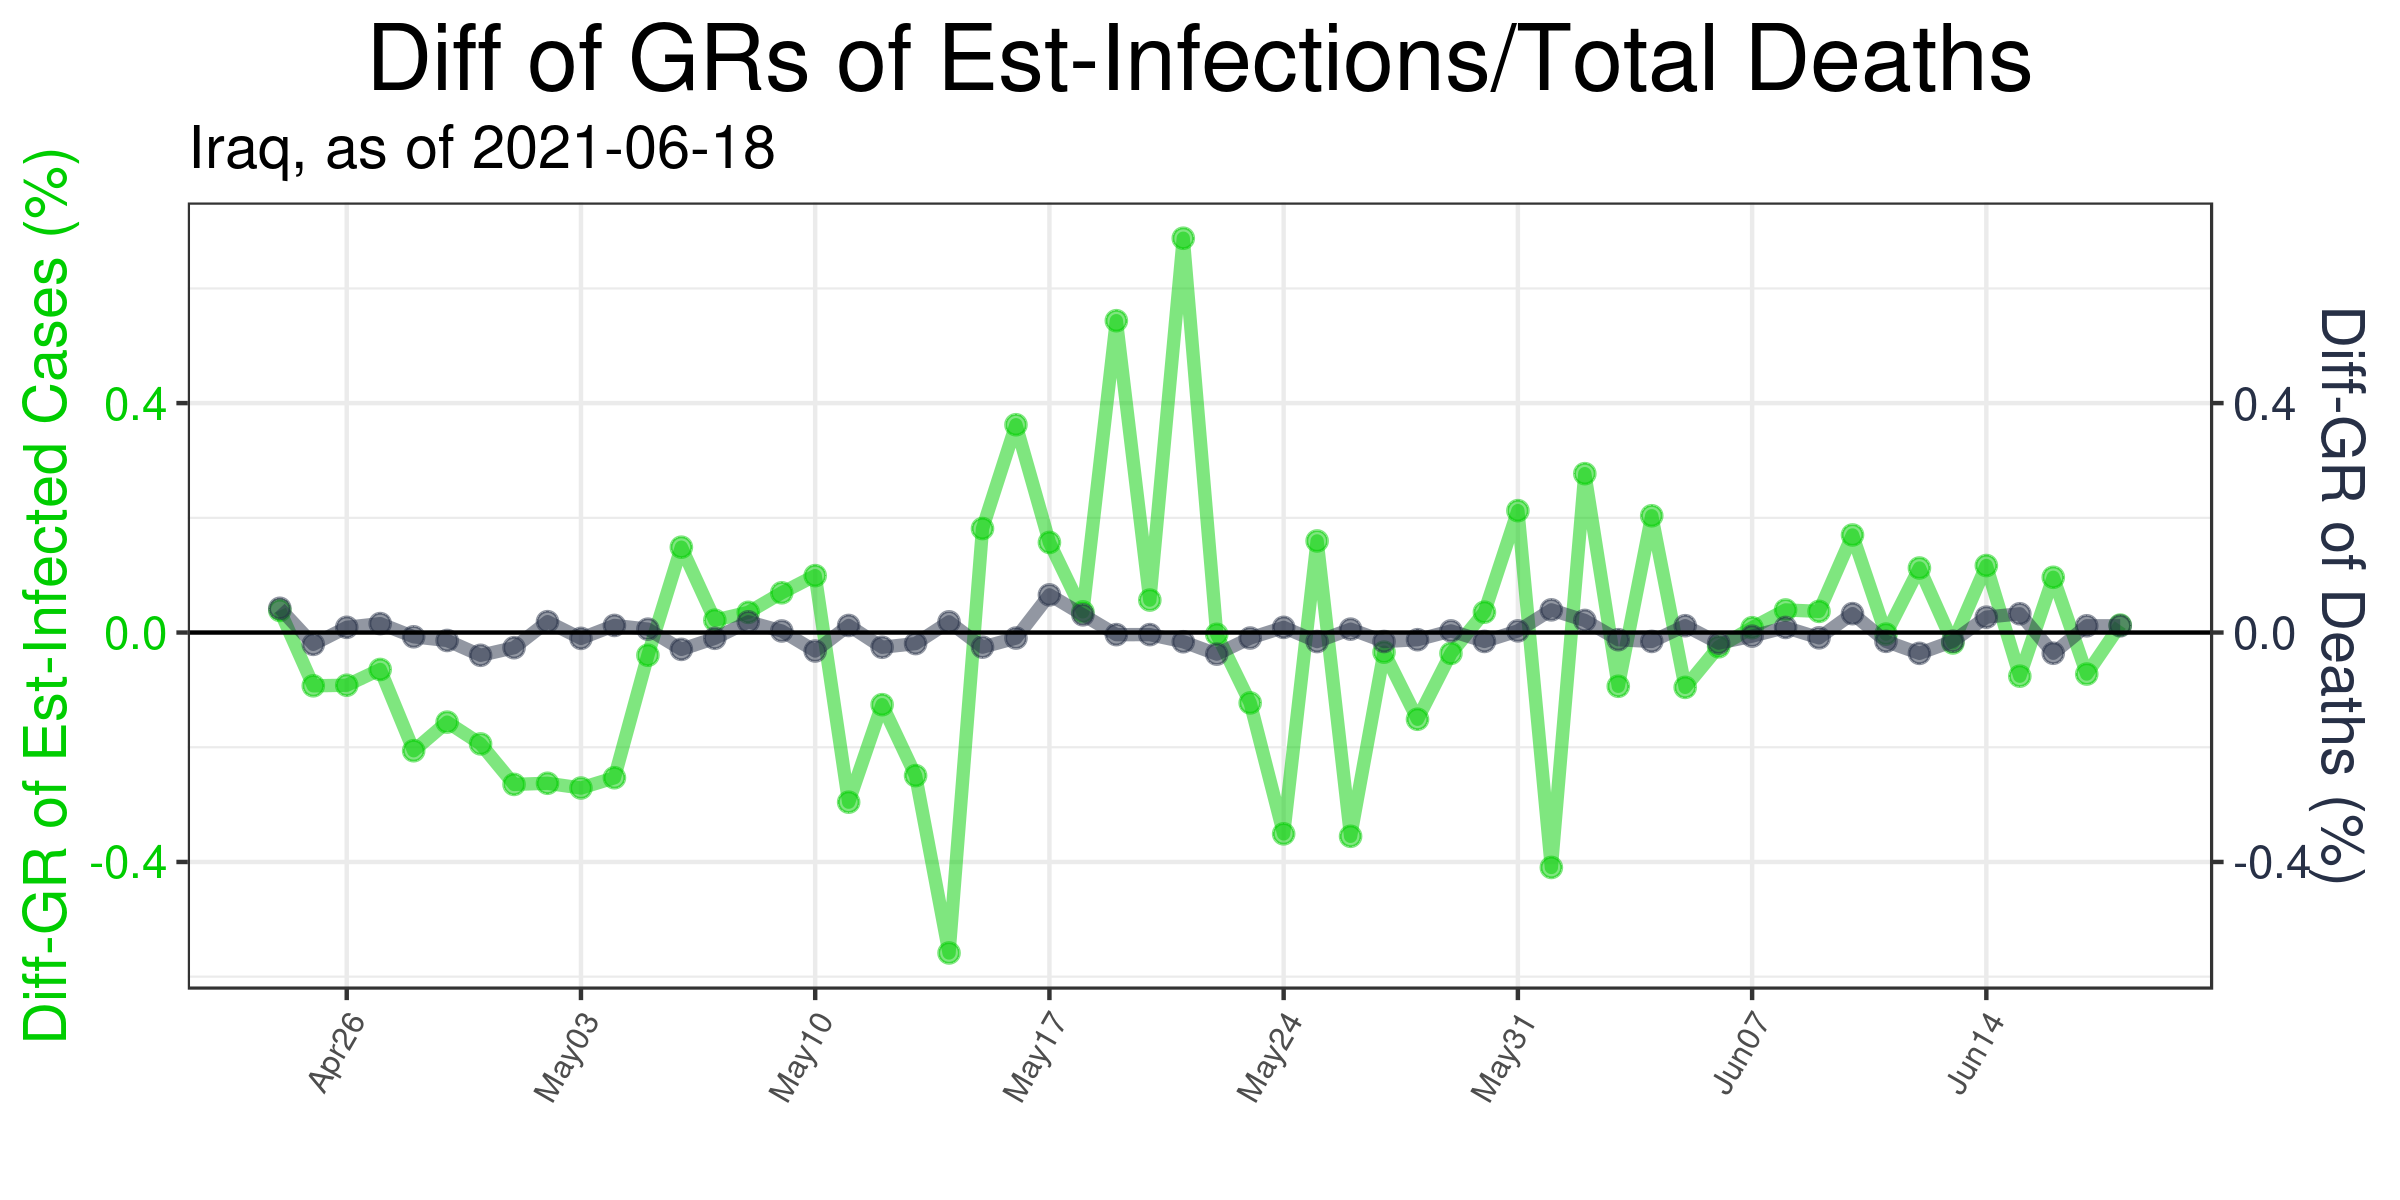 Diff of GRs of Est-Infections/Total Deaths
Iraq, as of 2021-06-18
Diff-GR of Est-Infected Cases (%)
0.4
0.0
-0.4
0.4
0.0
-0.4
Diff-GR of Deaths (%)
Apr26
May03
May10
May17
May24
May31
Jun07
Jun14